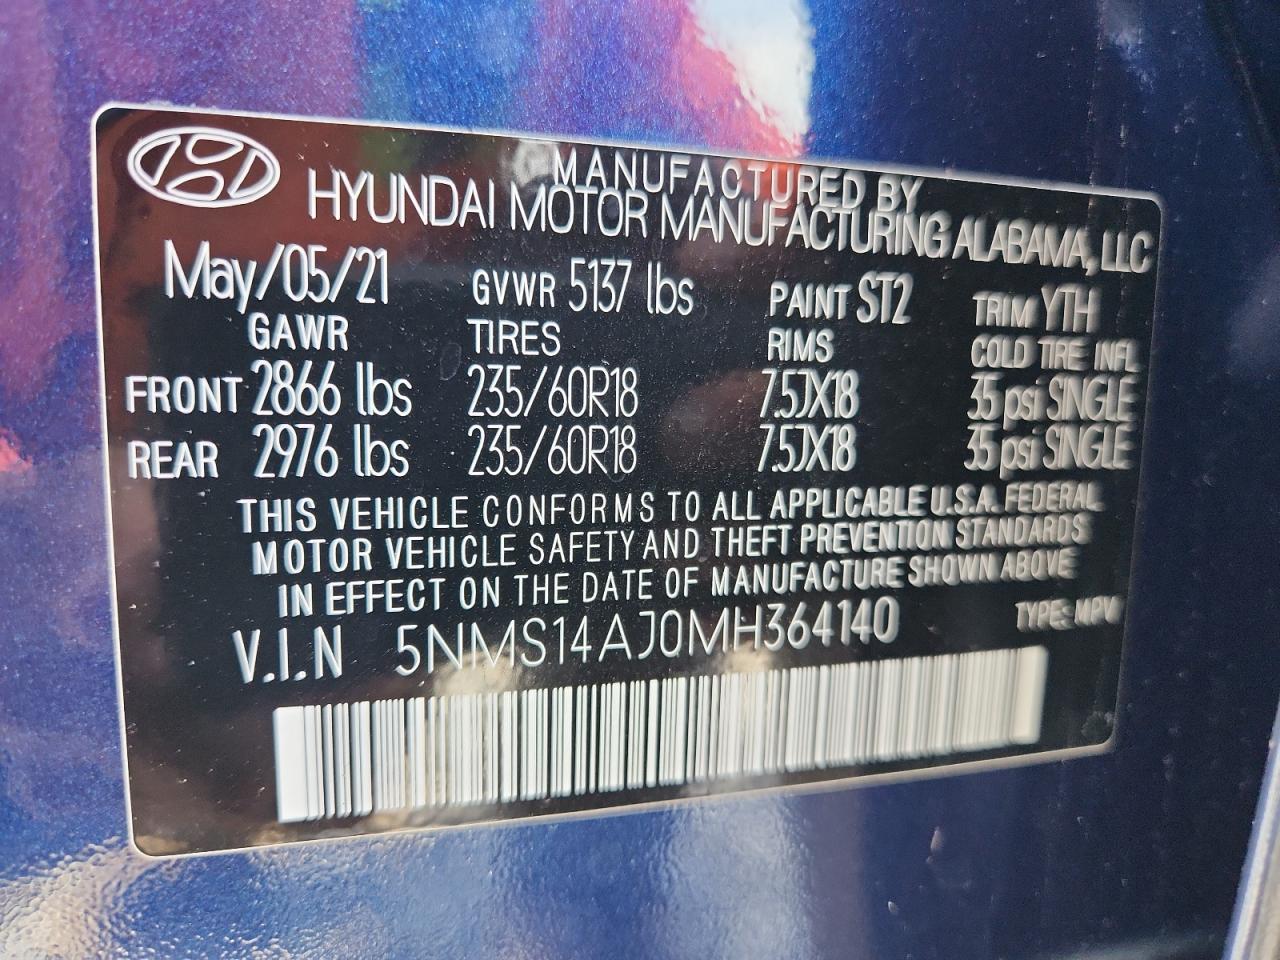 MANUFACTURED BY
HYUNDAI MOTOR MANUFACTURING ALABAMA, LLC
May/05/21 GVWR 5137 lbs PAINT ST2 TRIM YTH
GAWR TIRES RIMS COLD TIRE INFL
FRONT 2866 lbs 235/60R18 7.5JX18 35 psi SINGLE
REAR 2976 lbs 235/60R18 7.5JX18 35 psi SINGLE
THIS VEHICLE CONFORMS TO ALL APPLICABLE U.S.A. FEDERAL
MOTOR VEHICLE SAFETY AND THEFT PREVENTION STANDARDS
IN EFFECT ON THE DATE OF MANUFACTURE SHOWN ABOVE
V.I.N 5NMS14AJ0MH364140 TYPE: MPV